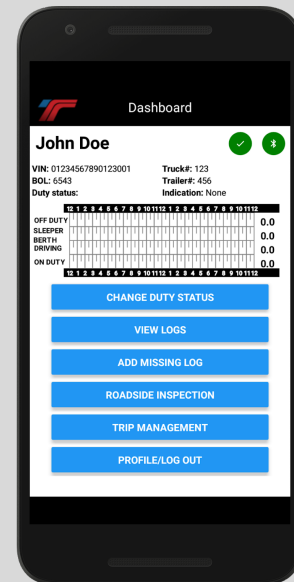 Dashboard
John Doe
VIN: 01234567890123001 Truck#: 123
BOL: 6543 Trailer#: 456
Duty status: Indication: None
12 1 2 3 4 5 6 7 8 9 10 11 12 1 2 3 4 5 6 7 8 9 10 11 12
OFF DUTY 0.0
SLEEPER BERTH 0.0
DRIVING 0.0
ON DUTY 0.0
12 1 2 3 4 5 6 7 8 9 10 11 12 1 2 3 4 5 6 7 8 9 10 11 12
CHANGE DUTY STATUS
VIEW LOGS
ADD MISSING LOG
ROADSIDE INSPECTION
TRIP MANAGEMENT
PROFILE/LOG OUT